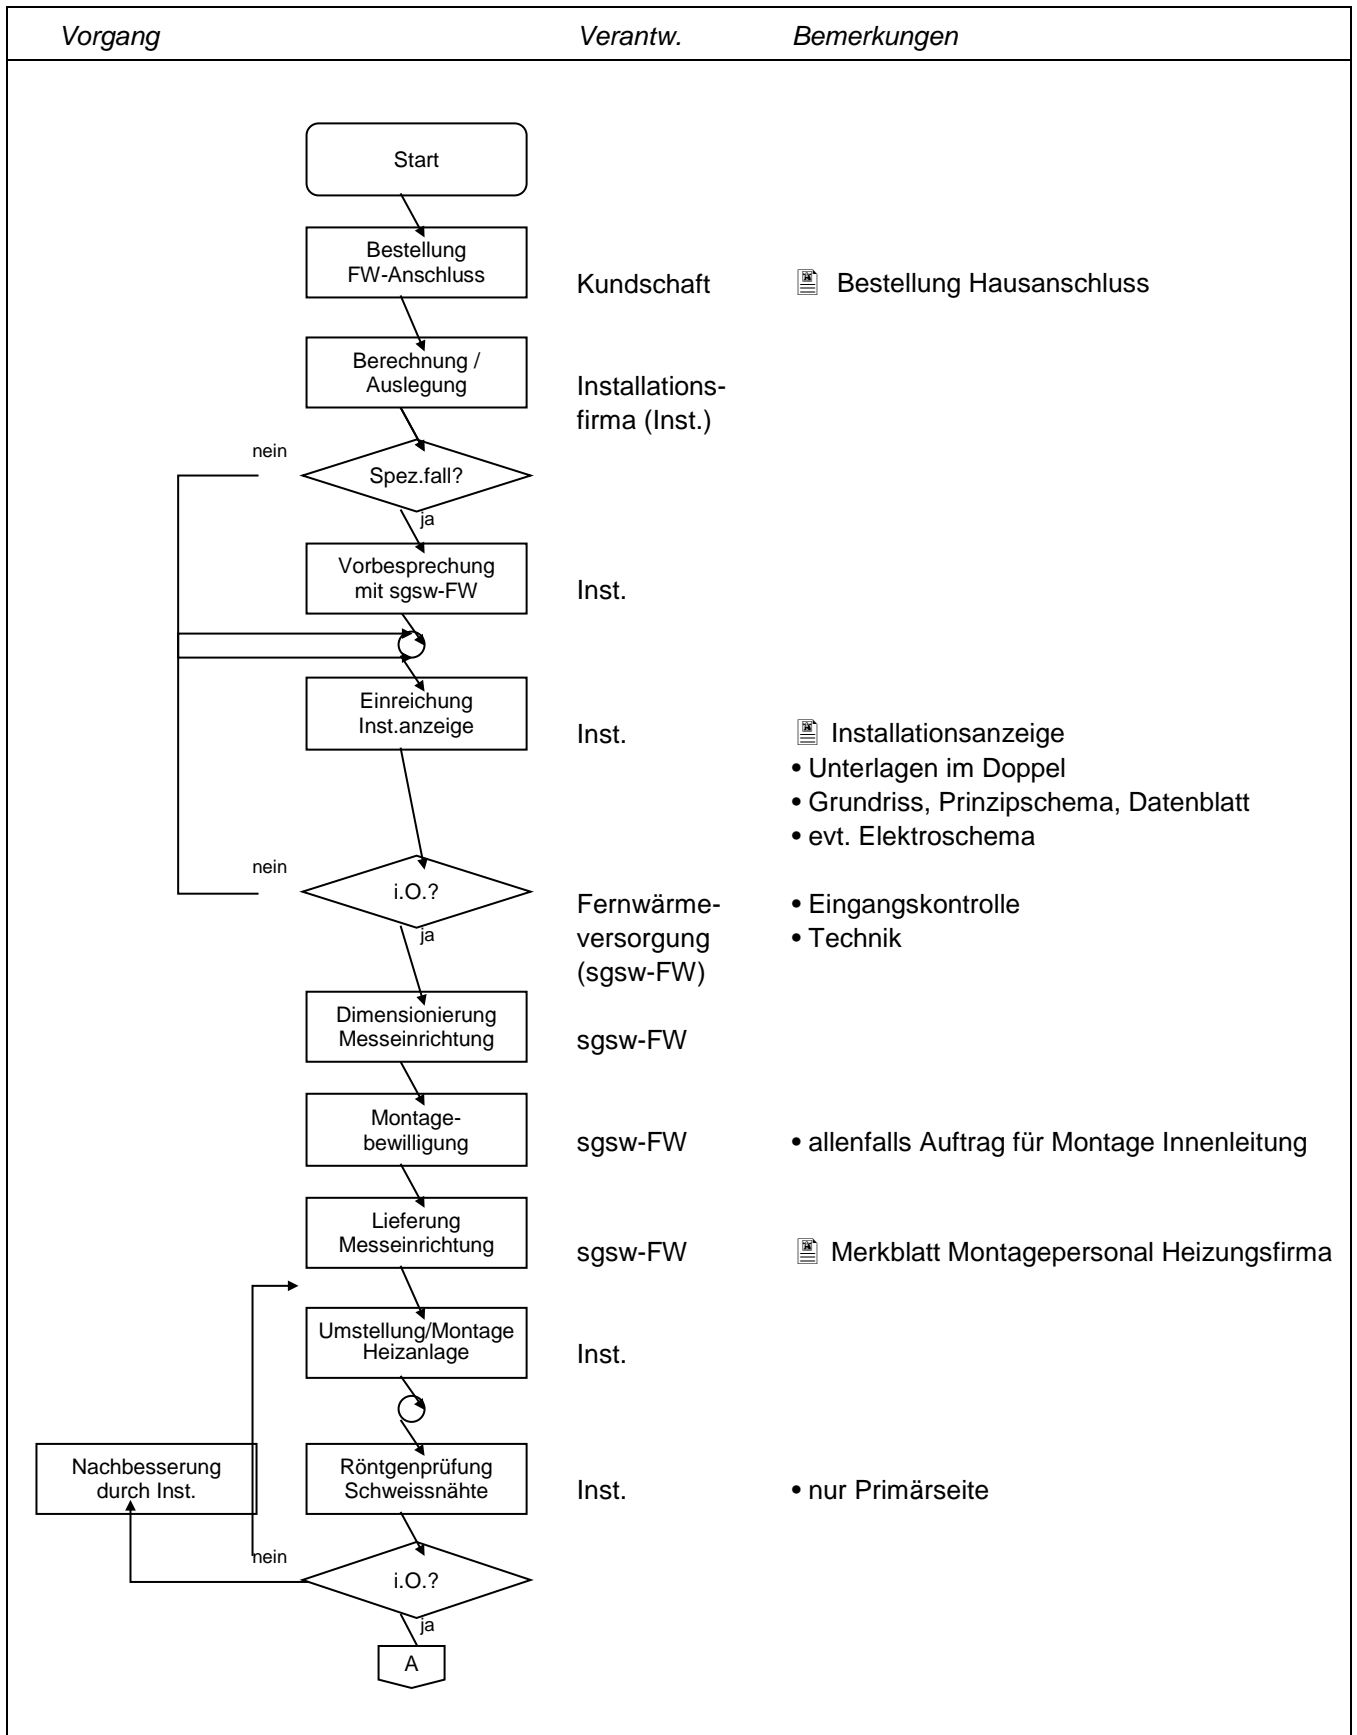 Vorgang Verantw. Bemerkungen
Start
Bestellung
FW-Anschluss
Kundschaft
Bestellung Hausanschluss
Berechnung /
Auslegung
Installations-
firma (Inst.)
nein
Spez.fall?
ja
Vorbesprechung
mit sgsw-FW
Inst.
Einreichung
Inst.anzeige
Inst.
Installationsanzeige
• Unterlagen im Doppel
• Grundriss, Prinzipschema, Datenblatt
• evt. Elektroschema
nein
i.O.?
ja
Fernwärme-
versorgung
(sgsw-FW)
• Eingangskontrolle
• Technik
Dimensionierung
Messeinrichtung
sgsw-FW
Montage-
bewilligung
sgsw-FW
• allenfalls Auftrag für Montage Innenleitung
Lieferung
Messeinrichtung
sgsw-FW
Merkblatt Montagepersonal Heizungsfirma
Umstellung/Montage
Heizanlage
Inst.
Nachbesserung
durch Inst.
Röntgenprüfung
Schweissnähte
Inst.
• nur Primärseite
nein
i.O.?
ja
A